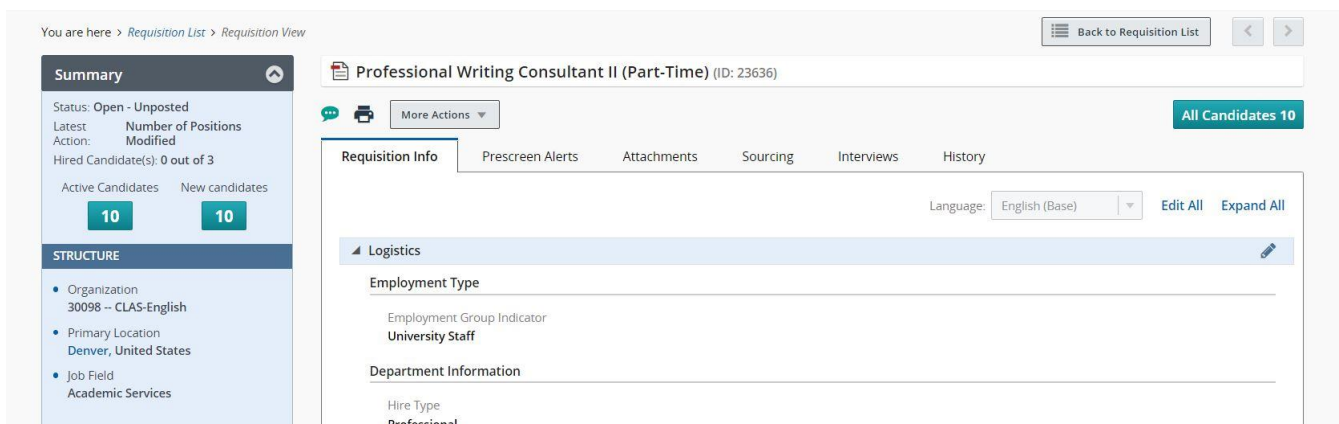 You are here > Requisition List > Requisition View
Back to Requisition List
Summary
Status: Open - Unposted
Latest Action: Number of Positions Modified
Hired Candidate(s): 0 out of 3
Active Candidates New candidates
10 10
STRUCTURE
Organization
30098 -- CLAS-English
Primary Location
Denver, United States
Job Field
Academic Services
Professional Writing Consultant II (Part-Time) (ID: 23636)
More Actions
All Candidates 10
Requisition Info Prescreen Alerts Attachments Sourcing Interviews History
Language: English (Base) Edit All Expand All
Logistics
Employment Type
Employment Group Indicator
University Staff
Department Information
Hire Type
Professional